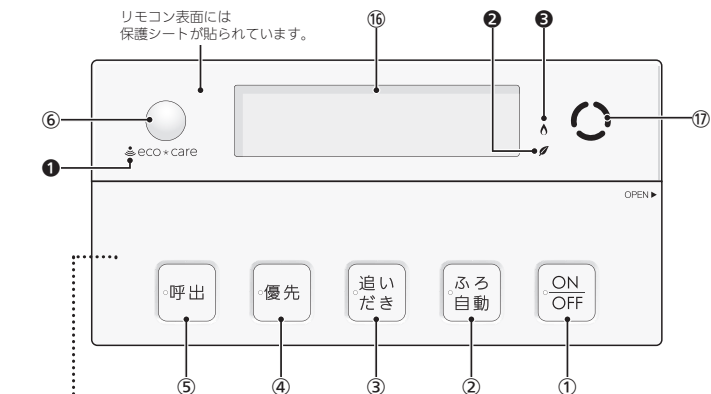 リモコン表面には
保護シートが貼られています。
⑯ ❷ ❸
⑥ ⑰
❶ eco*care
OPEN▶
呼出 優先 追い ふろ ON
だき 自動 OFF
⑤ ④ ③ ② ①